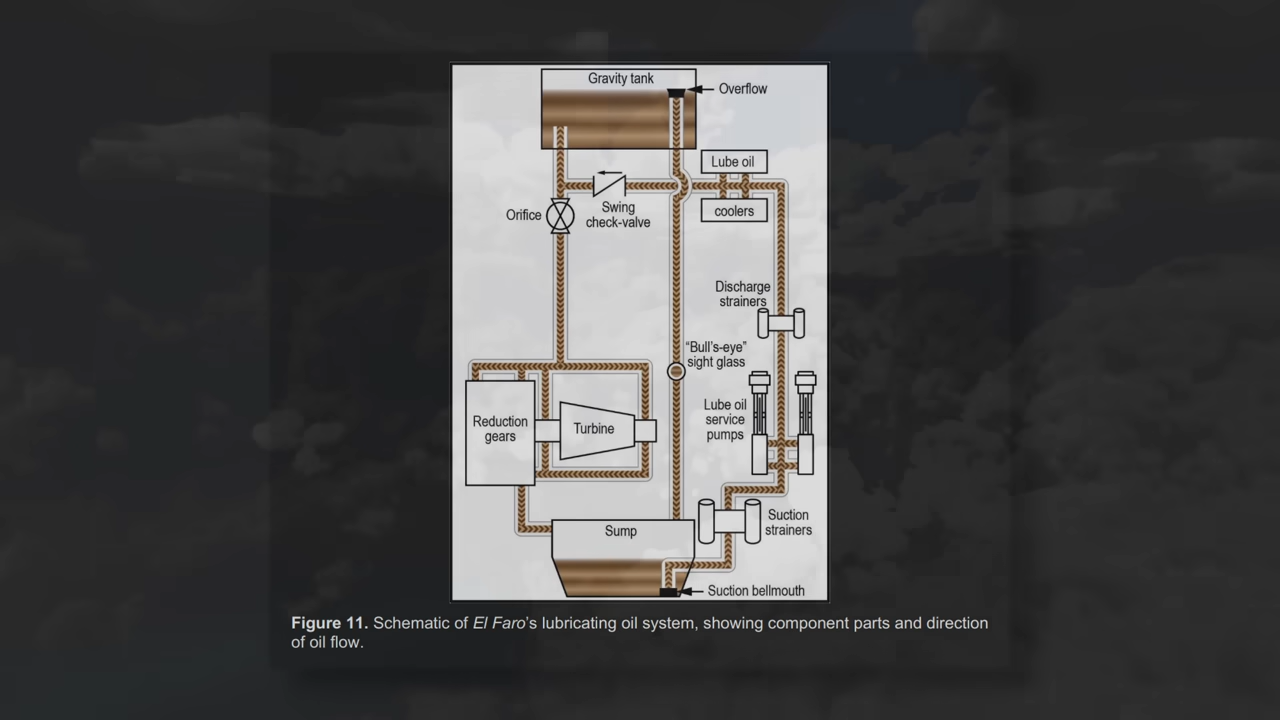 Gravity tank
Overflow
Lube oil
coolers
Swing
check-valve
Orifice
Discharge
strainers
“Bull’s-eye”
sight glass
Lube oil
service
pumps
Reduction
gears
Turbine
Sump
Suction
strainers
Suction bellmouth
Figure 11. Schematic of El Faro’s lubricating oil system, showing component parts and direction
of oil flow.